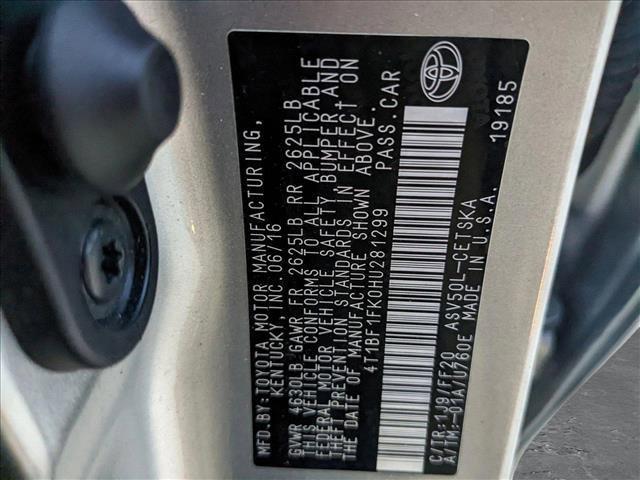 MFD.BY:TOYOTA MOTOR MANUFACTURING,
KENTUCKY, INC. 06/16
GVWR 4630LB GAWR FR 2625LB RR 2625LB
THIS VEHICLE CONFORMS TO ALL APPLICABLE
FEDERAL MOTOR VEHICLE SAFETY, BUMPER, AND
THEFT PREVENTION STANDARDS IN EFFECT ON
THE DATE OF MANUFACTURE SHOWN ABOVE.
4T1BF1FK0HU281299 PASS.CAR
C/TR:1J9/FF20 ASV50L-CETSKA
A/TM:-01A/U760E MADE IN U.S.A.
19185